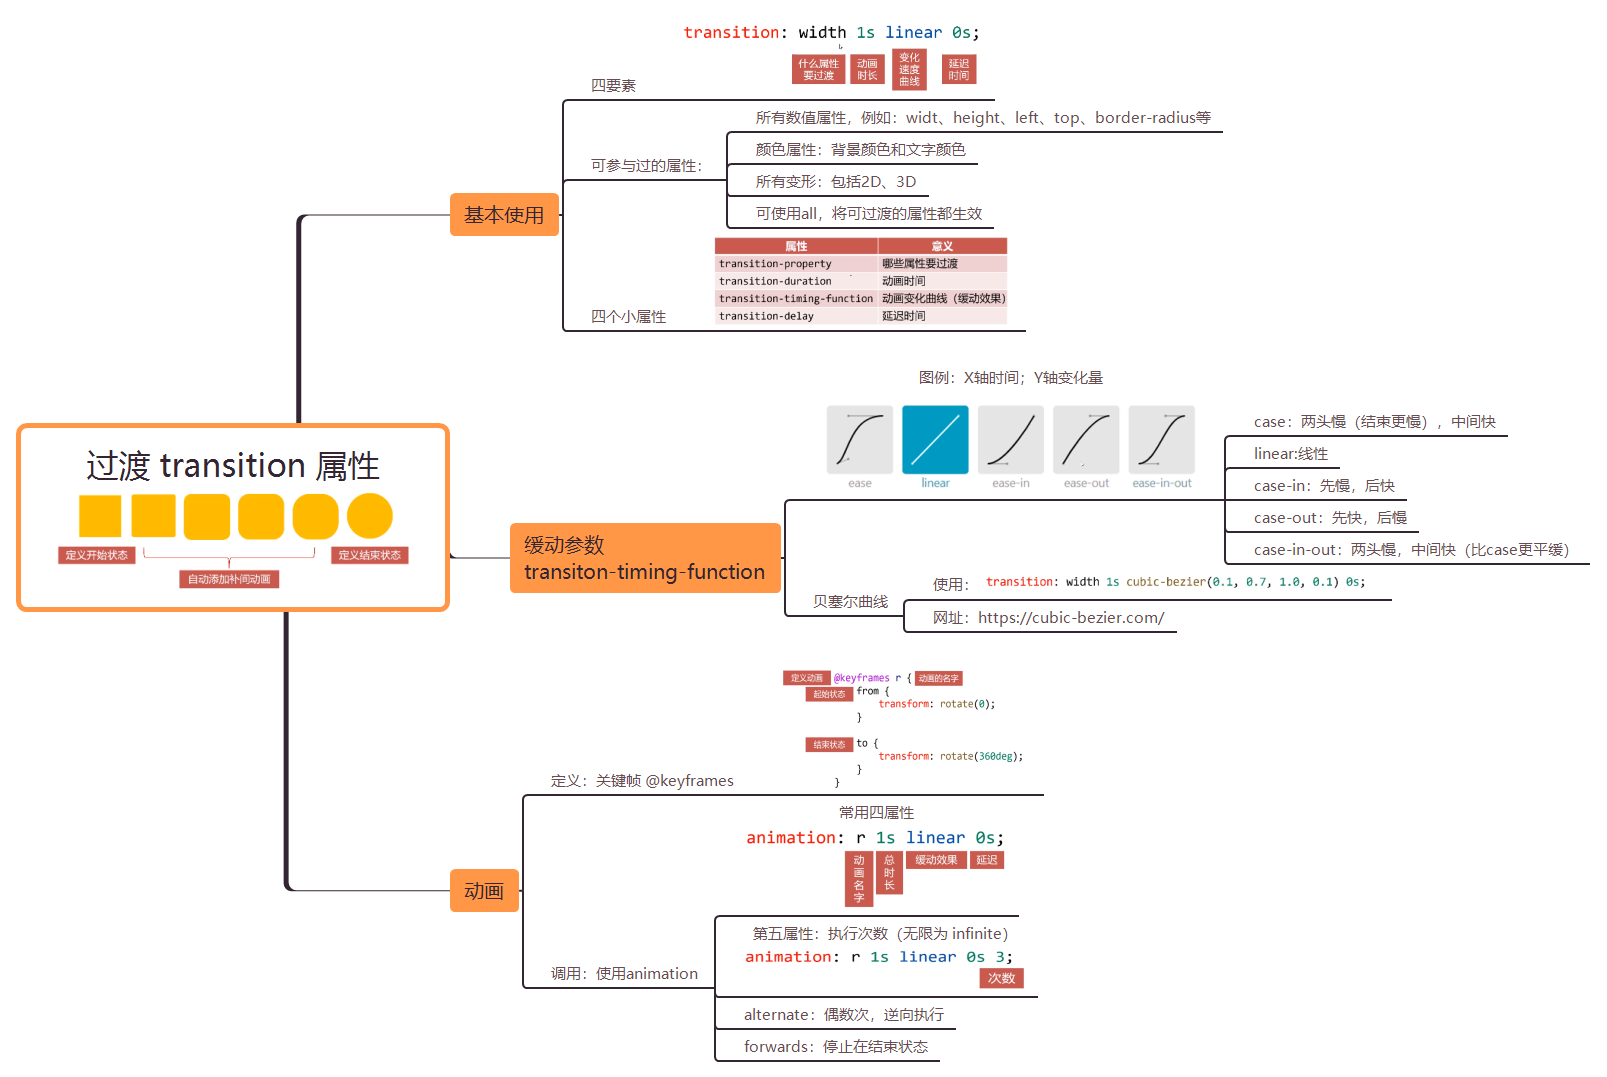 过渡 transition 属性
定义开始状态
自动添加补间动画
定义结束状态
基本使用
transition: width 1s linear 0s;
什么属性
要过渡
动画
时长
变化
速度
曲线
延迟
时间
四要素
可参与过的属性：
所有数值属性，例如：widt、height、left、top、border-radius等
颜色属性：背景颜色和文字颜色
所有变形：包括2D、3D
可使用all，将可过渡的属性都生效
属性 意义
transition-property 哪些属性要过渡
transition-duration 动画时间
transition-timing-function 动画变化曲线（缓动效果）
transition-delay 延迟时间
四个小属性
缓动参数
transiton-timing-function
图例：X轴时间；Y轴变化量
ease linear ease-in ease-out ease-in-out
case：两头慢（结束更慢），中间快
linear:线性
case-in：先慢，后快
case-out：先快，后慢
case-in-out：两头慢，中间快（比case更平缓）
贝塞尔曲线
使用： transition: width 1s cubic-bezier(0.1, 0.7, 1.0, 0.1) 0s;
网址：https://cubic-bezier.com/
动画
定义动画 @keyframes r { 动画的名字
起始状态 from {
transform: rotate(0);
}
结束状态 to {
transform: rotate(360deg);
}
}
定义：关键帧 @keyframes
调用：使用animation
常用四属性
animation: r 1s linear 0s;
动画名字
总时长
缓动效果
延迟
第五属性：执行次数（无限为 infinite）
animation: r 1s linear 0s 3;
次数
alternate：偶数次，逆向执行
forwards：停止在结束状态